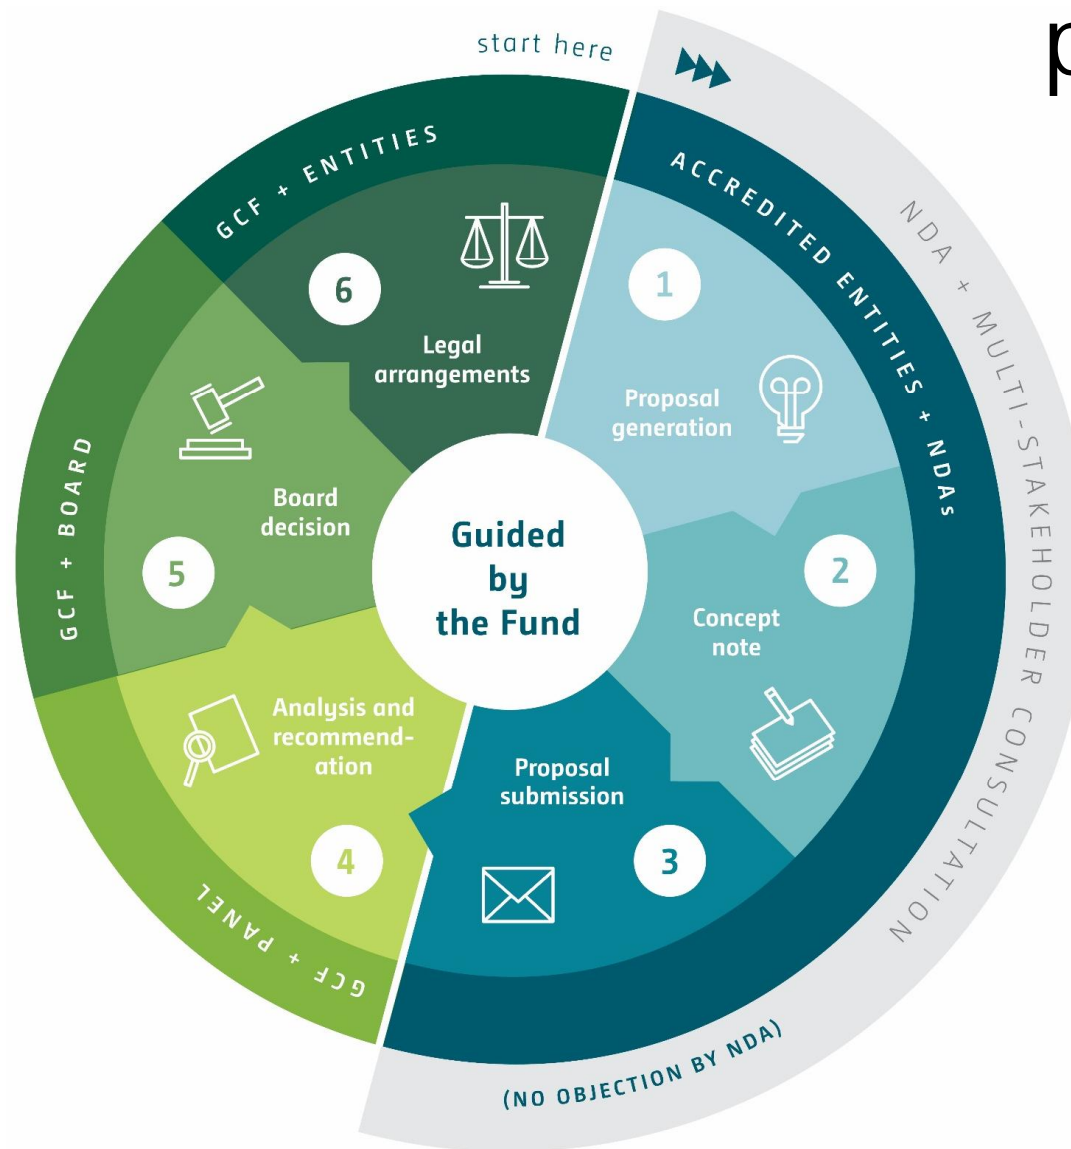 start here
p
GCF + ENTITIES
ACCREDITED ENTITIES + NDAs
NDA + MULTI-STAKEHOLDER CONSULTATION
(NO OBJECTION BY NDA)
1
Proposal
generation
2
Concept
note
3
Proposal
submission
GCF + PANEL
4
Analysis and
recommend-
ation
GCF + BOARD
5
Board
decision
6
Legal
arrangements
Guided
by
the Fund